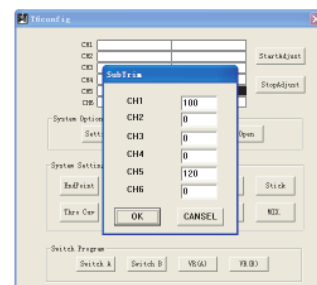 T6config
CH1
CH2
StartAdjust
CH3
SubTrim
CH4
StopAdjust
CH5
CH6
CH1 100
CH2 0
CH3 0
CH4 0
CH5 120
CH6 0
OK CANSEL
System Option
Open
System Setting
EndPoint
Stick
Thro Cur
MIX
Switch Program
Switch A Switch B VR(A) VR(B)